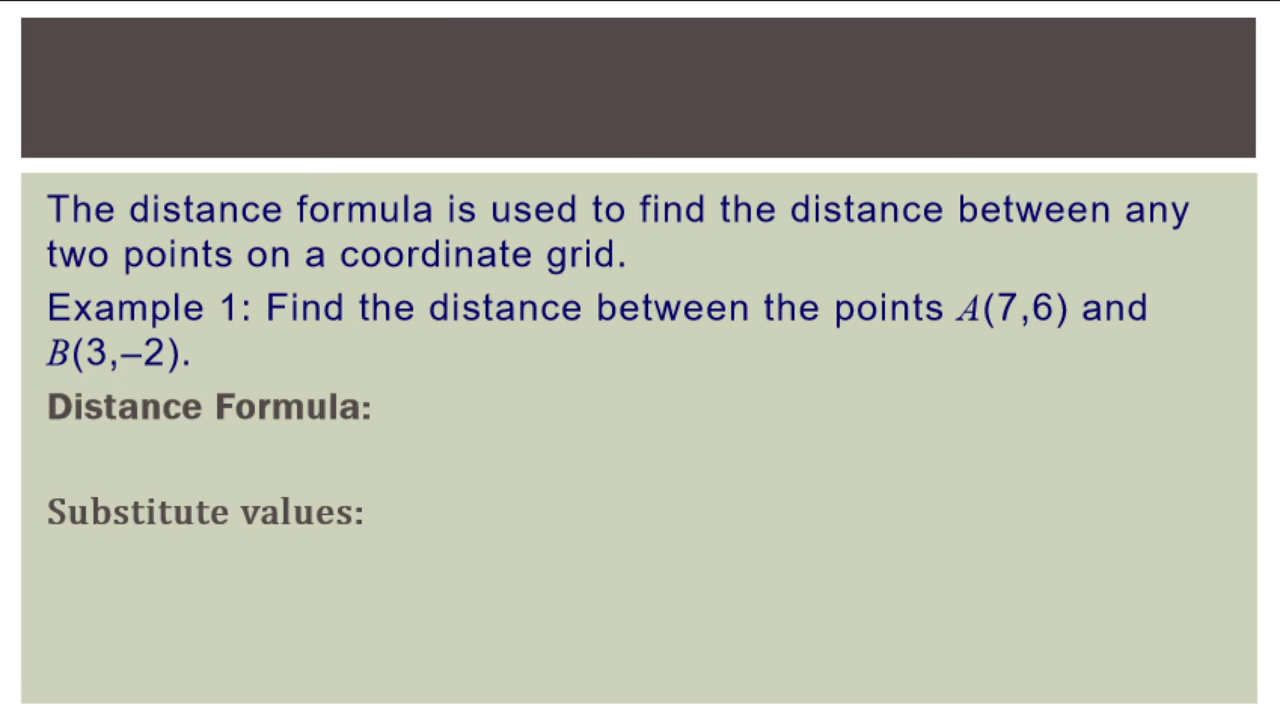 The distance formula is used to find the distance between any
two points on a coordinate grid.
Example 1: Find the distance between the points A(7,6) and
B(3,–2).
Distance Formula:
Substitute values: